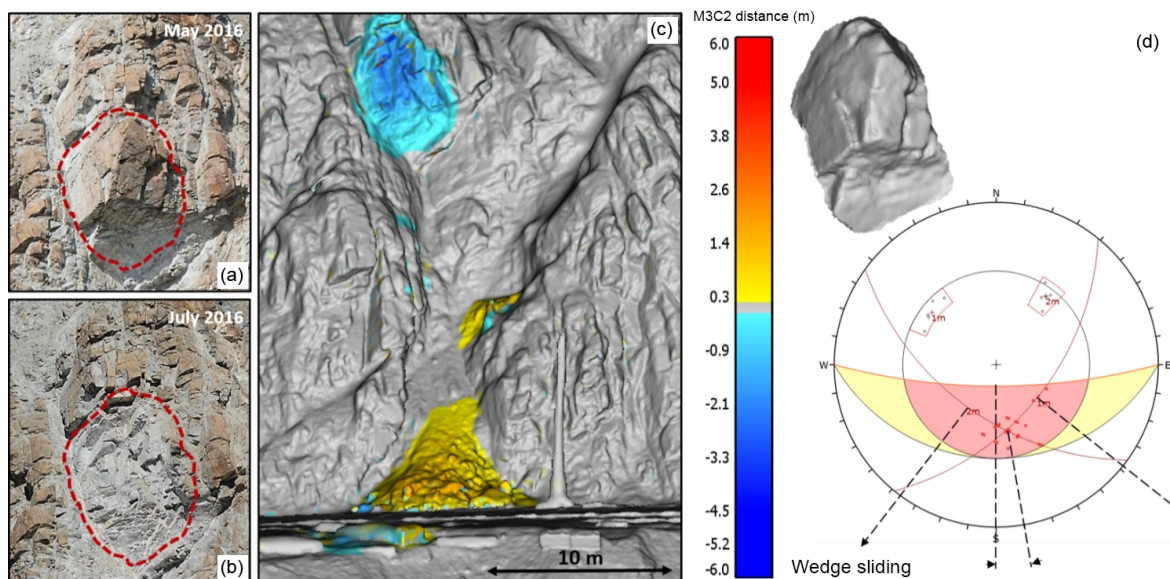 May 2016
(a)
July 2016
(b)
(c)
10 m
M3C2 distance (m)
6.0
5.0
3.8
2.6
1.4
0.3
-0.9
-2.1
-3.3
-4.5
-5.2
-6.0
(d)
N
1m
2m
W
E
2m
1m
S
Wedge sliding